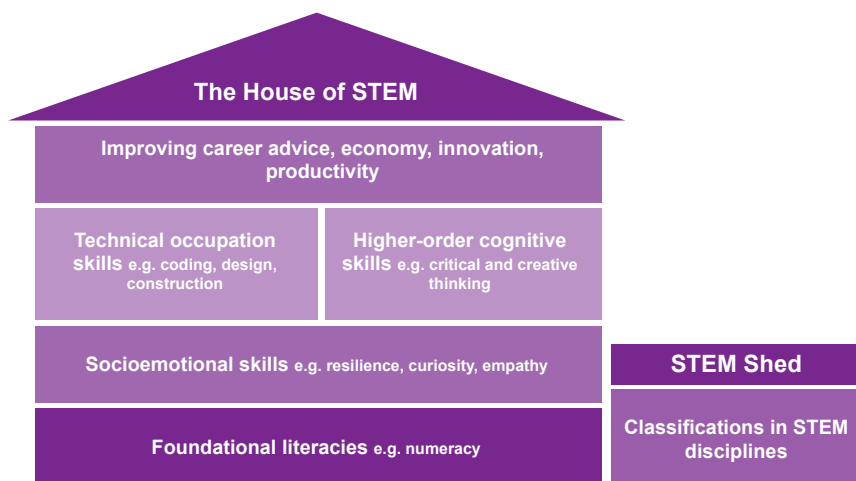 The House of STEM
Improving career advice, economy, innovation,
productivity
Technical occupation
skills e.g. coding, design,
construction
Higher-order cognitive
skills e.g. critical and creative
thinking
Socioemotional skills e.g. resilience, curiosity, empathy
Foundational literacies e.g. numeracy
STEM Shed
Classifications in STEM
disciplines